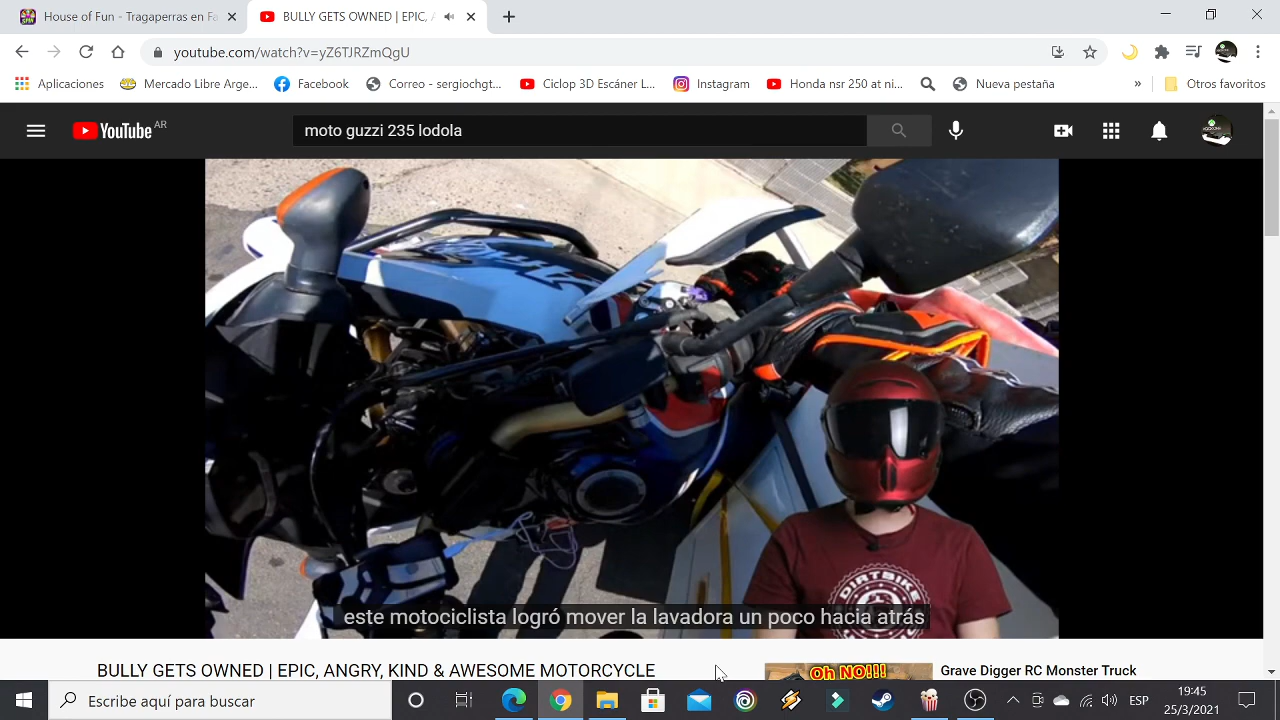 House of Fun - Tragaperras en Fa
BULLY GETS OWNED | EPIC, A
youtube.com/watch?v=yZ6TJRZmQgU
Aplicaciones
Mercado Libre Arge...
Facebook
Correo - sergiochgt...
Ciclop 3D Escáner L...
Instagram
Honda nsr 250 at ni...
Nueva pestaña
»
Otros favoritos
YouTube AR
moto guzzi 235 lodola
DIRTBIKE
este motociclista logró mover la lavadora un poco hacia atrás
BULLY GETS OWNED | EPIC, ANGRY, KIND & AWESOME MOTORCYCLE
Oh NO!!!
Grave Digger RC Monster Truck
Escribe aquí para buscar
ESP
19:45
25/3/2021